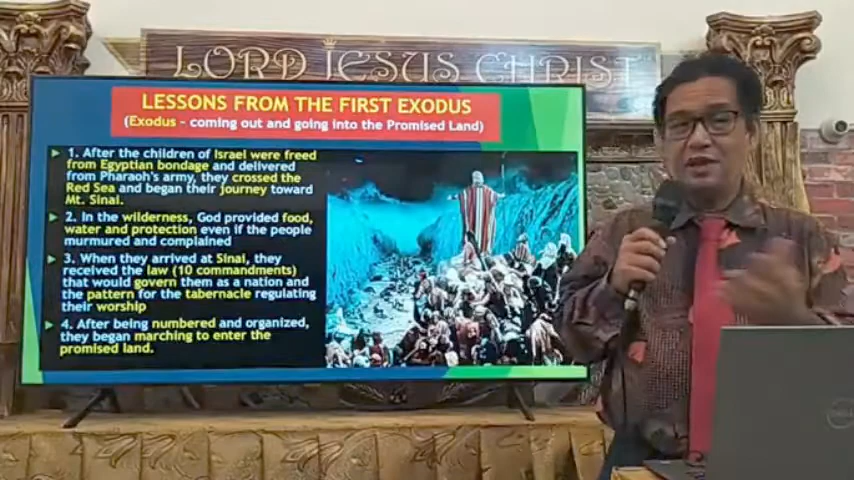 LORD JESUS CHRIST
LESSONS FROM THE FIRST EXODUS
(Exodus - coming out and going into the Promised Land)
1. After the children of Israel were freed
from Egyptian bondage and delivered
from Pharaoh's army, they crossed the
Red Sea and began their journey toward
Mt. Sinai.
2. In the wilderness, God provided food,
water and protection even if the people
murmured and complained
3. When they arrived at Sinai, they
received the law (10 commandments)
that would govern them as a nation and
the pattern for the tabernacle regulating
their worship
4. After being numbered and organized,
they began marching to enter the
promised land.
DELL